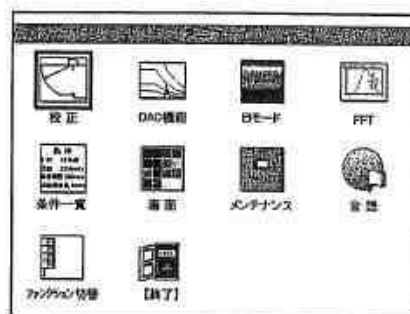 校正 DAC機能 Bモード FFT
条件一覧 画面 メンテナンス 言語
ファンクション切替 【終了】